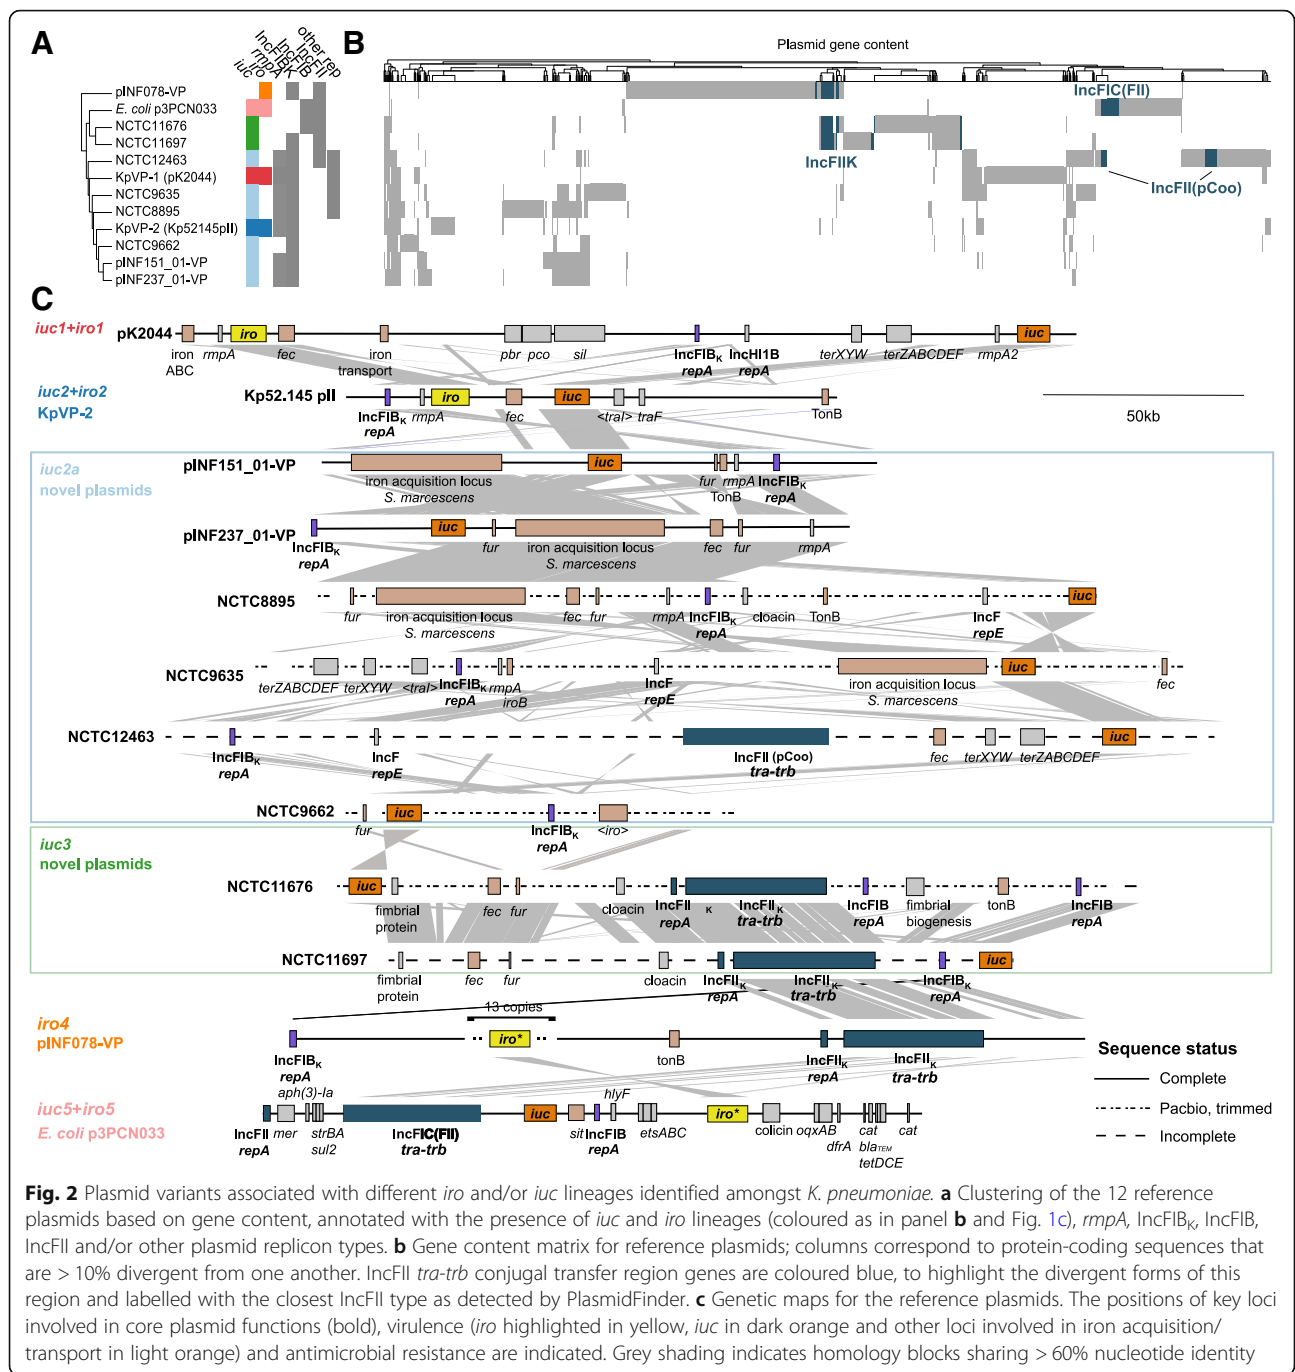 A
iuc
iro
rmpA
IncFIBK
IncFIB
IncFII
other rep
pINF078-VP
E. coli p3PCN033
NCTC11676
NCTC11697
NCTC12463
KpVP-1 (pK2044)
NCTC9635
NCTC8895
KpVP-2 (Kp52145pII)
NCTC9662
pINF151_01-VP
pINF237_01-VP
B
Plasmid gene content
IncFIC(FII)
IncFIIK
IncFII(pCoo)
C
iuc1+iro1
pK2044
iro
iuc
iron ABC
rmpA
fec
iron transport
pbr
pco
sil
IncFIBK repA
IncHI1B repA
terXYW
terZABCDEF
rmpA2
iuc2+iro2
KpVP-2
Kp52.145 pII
iro
iuc
IncFIBK repA
rmpA
fec
<traI>
traF
TonB
50kb
iuc2a
novel plasmids
pINF151_01-VP
iuc
iron acquisition locus
S. marcescens
fur
rmpA
TonB
IncFIBK
repA
pINF237_01-VP
iuc
IncFIBK
repA
fur
iron acquisition locus
S. marcescens
fec
fur
rmpA
NCTC8895
iuc
fur
iron acquisition locus
S. marcescens
fec
fur
rmpA
IncFIBK
repA
cloacin
TonB
IncF
repE
NCTC9635
iuc
terZABCDEF
terXYW
<traI>
IncFIBK
repA
rmpA
iroB
IncF
repE
iron acquisition locus
S. marcescens
fec
NCTC12463
iuc
IncFIBK
repA
IncF
repE
IncFII (pCoo)
tra-trb
fec
terXYW
terZABCDEF
NCTC9662
iuc
fur
IncFIBK
repA
<iro>
iuc3
novel plasmids
NCTC11676
iuc
fimbrial
protein
fec
fur
cloacin
IncFII K
repA
IncFIIK
tra-trb
IncFIB
repA
fimbrial
biogenesis
tonB
IncFIB
repA
NCTC11697
iuc
fimbrial
protein
fec
fur
cloacin
IncFIIK
repA
IncFIIK
tra-trb
IncFIBK
repA
iro4
pINF078-VP
13 copies
iro*
IncFIBK
repA
tonB
IncFIIK
repA
IncFIIK
tra-trb
Sequence status
Complete
Pacbio, trimmed
Incomplete
iuc5+iro5
E. coli p3PCN033
aph(3)-Ia
hlyF
iuc
iro*
IncFII
repA
mer
strBA
sul2
IncFIC(FII)
tra-trb
sit
IncFIB
repA
etsABC
colicin
oqxAB
dfrA
cat
blaTEM
tetDCE
cat
Fig. 2 Plasmid variants associated with different iro and/or iuc lineages identified amongst K. pneumoniae. a Clustering of the 12 reference
plasmids based on gene content, annotated with the presence of iuc and iro lineages (coloured as in panel b and Fig. 1c), rmpA, IncFIBK, IncFIB,
IncFII and/or other plasmid replicon types. b Gene content matrix for reference plasmids; columns correspond to protein-coding sequences that
are > 10% divergent from one another. IncFII tra-trb conjugal transfer region genes are coloured blue, to highlight the divergent forms of this
region and labelled with the closest IncFII type as detected by PlasmidFinder. c Genetic maps for the reference plasmids. The positions of key loci
involved in core plasmid functions (bold), virulence (iro highlighted in yellow, iuc in dark orange and other loci involved in iron acquisition/
transport in light orange) and antimicrobial resistance are indicated. Grey shading indicates homology blocks sharing > 60% nucleotide identity